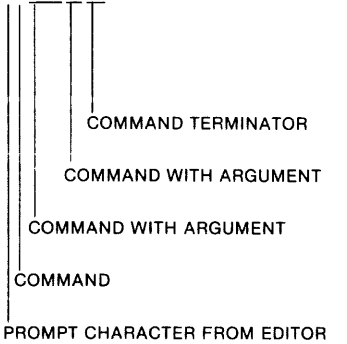 COMMAND TERMINATOR
COMMAND WITH ARGUMENT
COMMAND WITH ARGUMENT
COMMAND
PROMPT CHARACTER FROM EDITOR